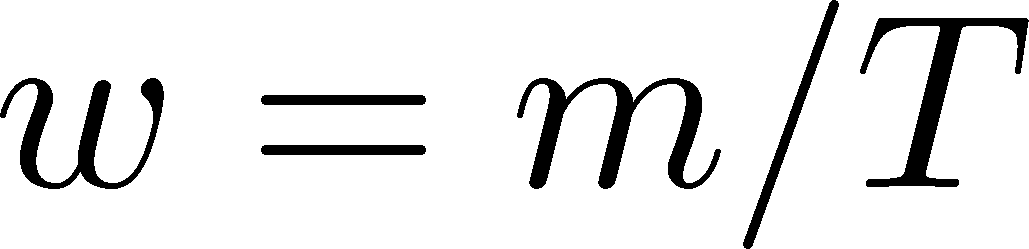 w = m/T